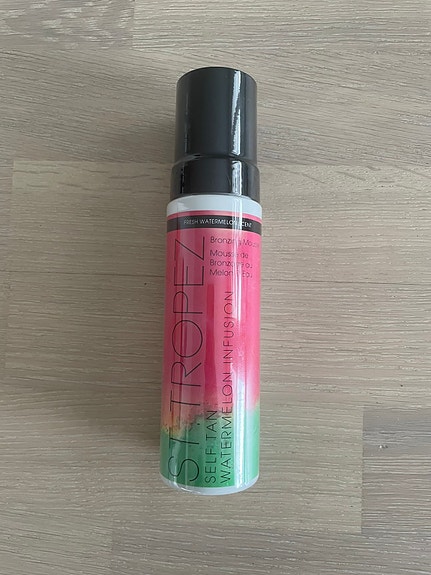 FRESH WATERMELON SCENT
Bronzing Mousse
Mousse de
Bronzage au
Melon d'Eau
ST.TROPEZ
SELF TAN
WATERMELON INFUSION